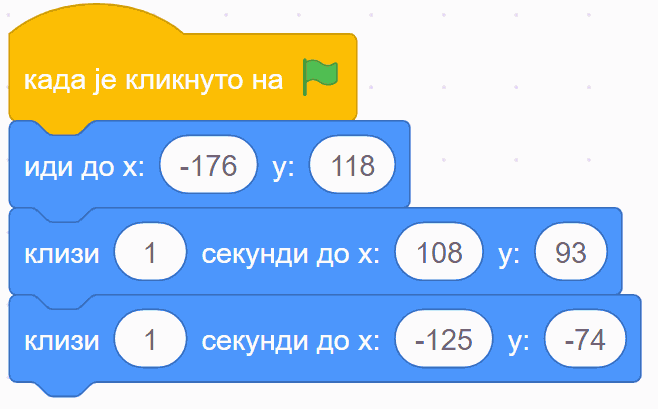 када је кликнуто на
иди до x: -176 y: 118
клизи 1 секунди до x: 108 y: 93
клизи 1 секунди до x: -125 y: -74